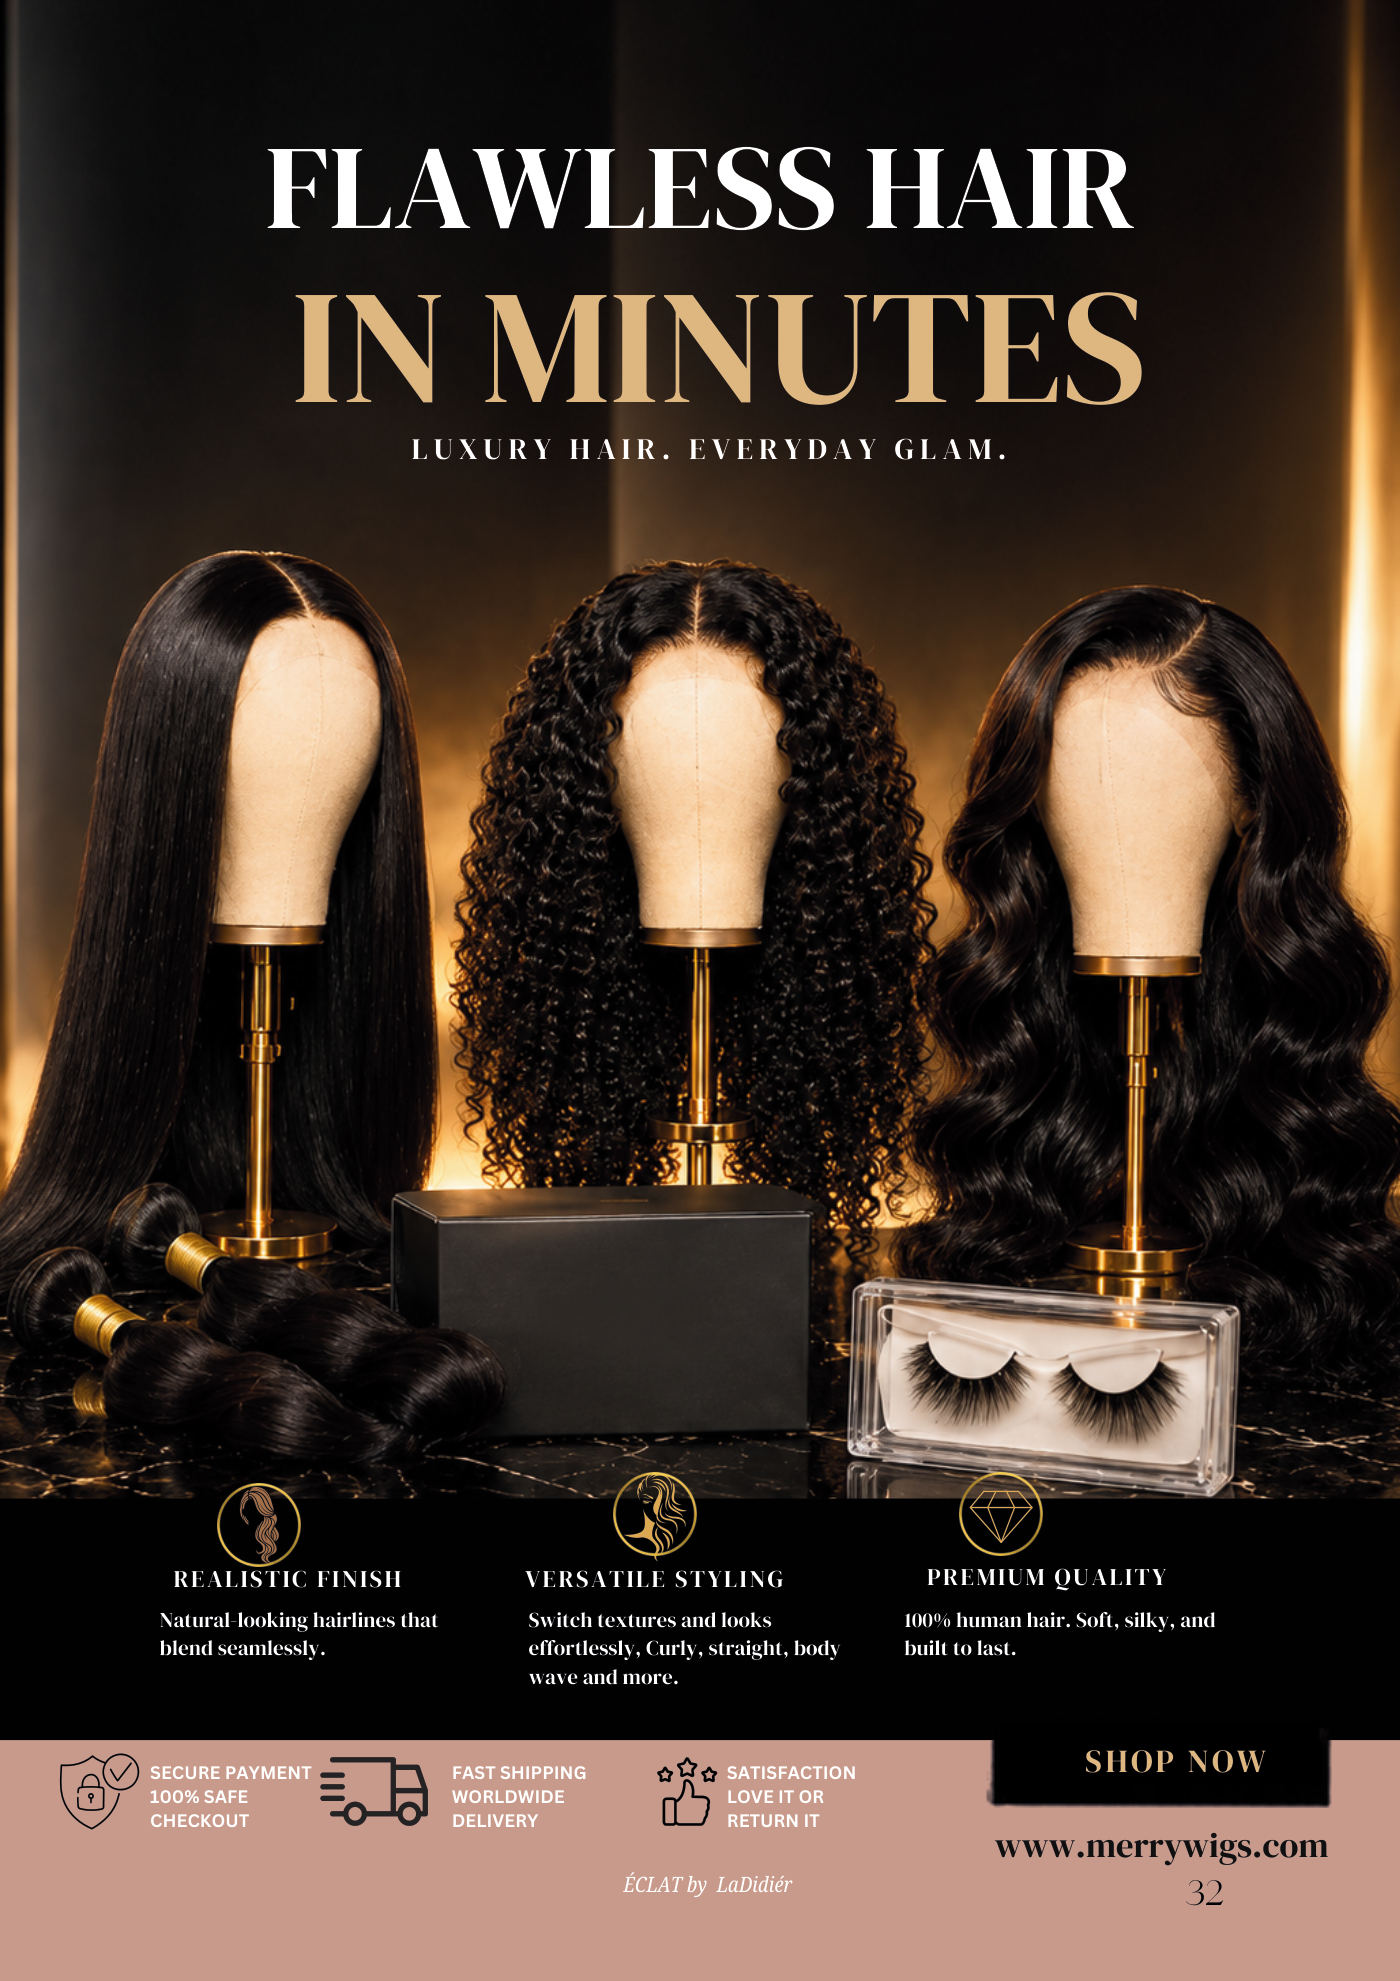 FLAWLESS HAIR
IN MINUTES
LUXURY HAIR. EVERYDAY GLAM.
REALISTIC FINISH
Natural-looking hairlines that
blend seamlessly.
VERSATILE STYLING
Switch textures and looks
effortlessly, Curly, straight, body
wave and more.
PREMIUM QUALITY
100% human hair. Soft, silky, and
built to last.
SECURE PAYMENT
100% SAFE
CHECKOUT
FAST SHIPPING
WORLDWIDE
DELIVERY
SATISFACTION
LOVE IT OR
RETURN IT
SHOP NOW
www.merrywigs.com
ÉCLAT by LaDidiér
32